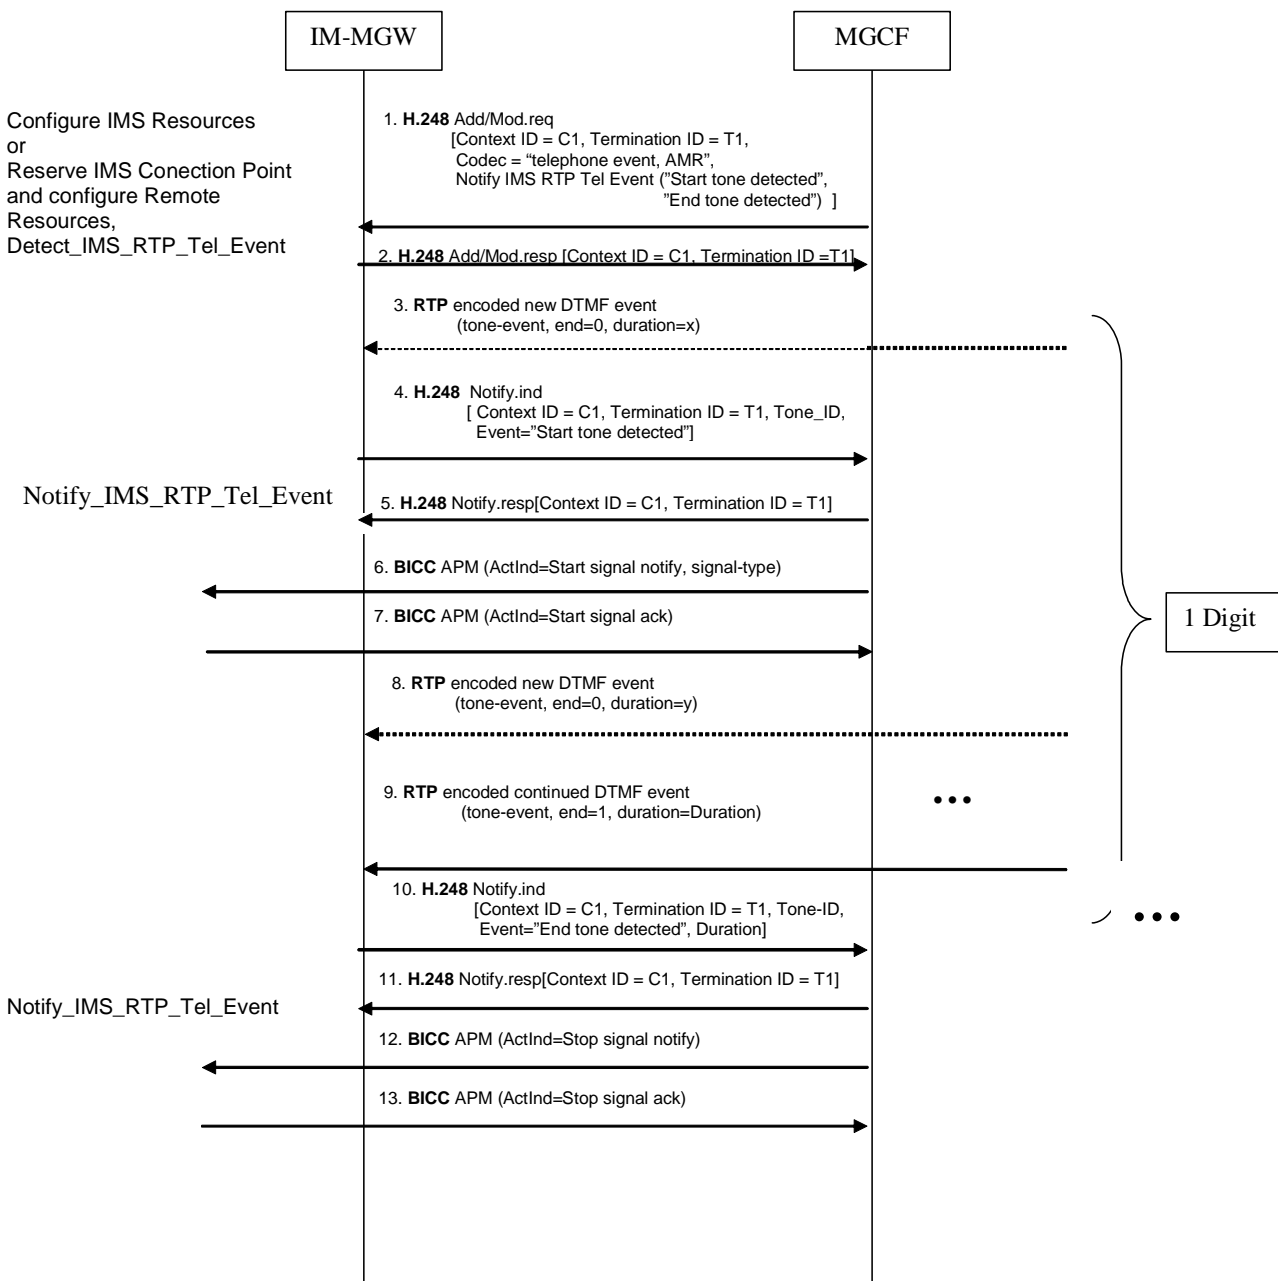 IM-MGW
MGCF
Configure IMS Resources
or
Reserve IMS Conection Point
and configure Remote
Resources,
Detect_IMS_RTP_Tel_Event
1. H.248 Add/Mod.req
[Context ID = C1, Termination ID = T1,
Codec = “telephone event, AMR”,
Notify IMS RTP Tel Event (”Start tone detected”,
”End tone detected”) ]
2. H.248 Add/Mod.resp [Context ID = C1, Termination ID =T1]
3. RTP encoded new DTMF event
(tone-event, end=0, duration=x)
4. H.248 Notify.ind
[ Context ID = C1, Termination ID = T1, Tone_ID,
Event=”Start tone detected”]
Notify_IMS_RTP_Tel_Event
5. H.248 Notify.resp[Context ID = C1, Termination ID = T1]
6. BICC APM (ActInd=Start signal notify, signal-type)
7. BICC APM (ActInd=Start signal ack)
1 Digit
8. RTP encoded new DTMF event
(tone-event, end=0, duration=y)
9. RTP encoded continued DTMF event
(tone-event, end=1, duration=Duration)
•••
10. H.248 Notify.ind
[Context ID = C1, Termination ID = T1, Tone-ID,
Event=”End tone detected”, Duration]
•••
11. H.248 Notify.resp[Context ID = C1, Termination ID = T1]
Notify_IMS_RTP_Tel_Event
12. BICC APM (ActInd=Stop signal notify)
13. BICC APM (ActInd=Stop signal ack)